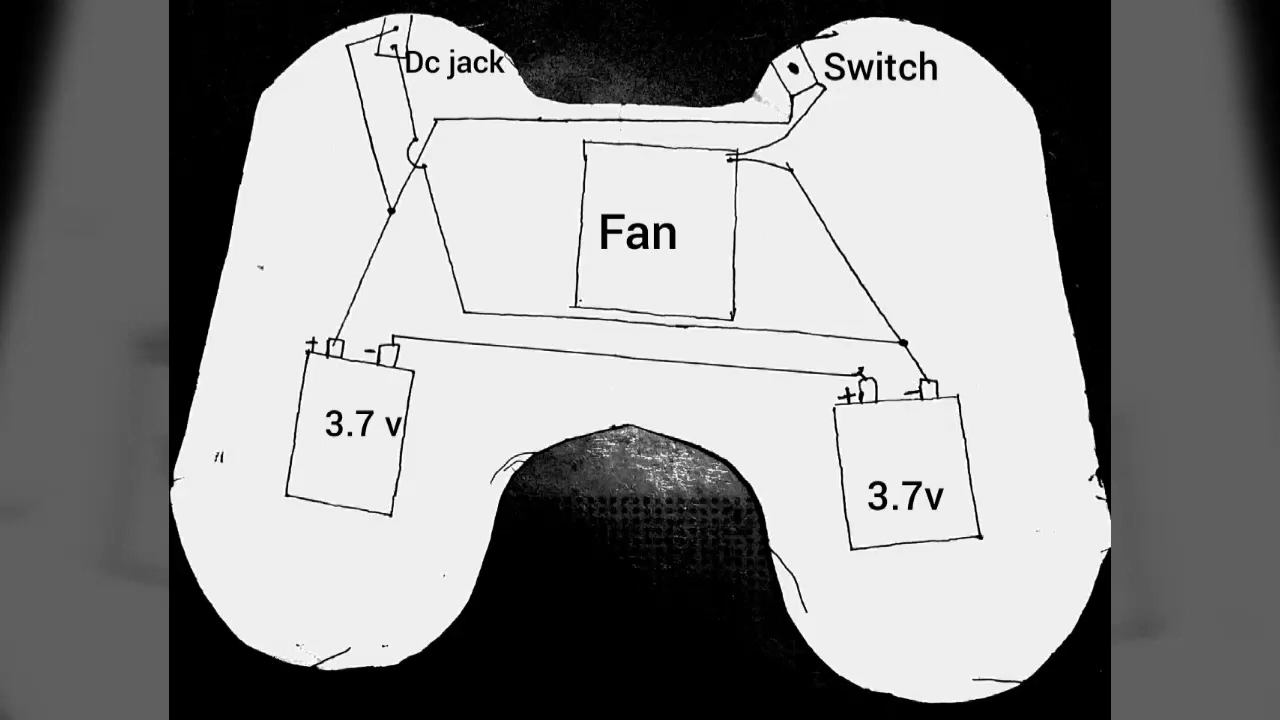 Dc jack
Switch
Fan
+ -
3.7 v
+ -
3.7v